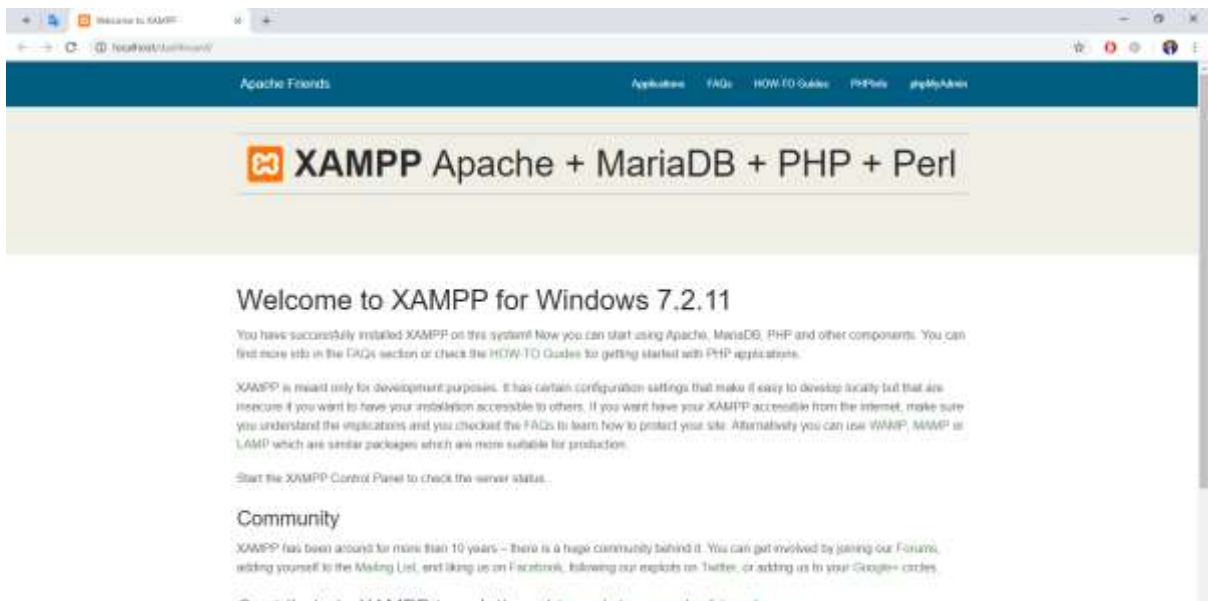 Welcome to XAMPP
localhost/dashboard/
Apache Friends
Applications FAQs HOW-TO Guides PHPInfo phpMyAdmin
XAMPP Apache + MariaDB + PHP + Perl
Welcome to XAMPP for Windows 7.2.11
You have successfully installed XAMPP on this system! Now you can start using Apache, MariaDB, PHP and other components. You can
find more info in the FAQs section or check the HOW-TO Guides for getting started with PHP applications.
XAMPP is meant only for development purposes. It has certain configuration settings that make it easy to develop locally but that are
insecure if you want to have your installation accessible to others. If you want have your XAMPP accessible from the internet, make sure
you understand the implications and you checked the FAQs to learn how to protect your site. Alternatively you can use WAMP, MAMP or
LAMP which are similar packages which are more suitable for production.
Start the XAMPP Control Panel to check the server status.
Community
XAMPP has been around for more than 10 years – there is a huge community behind it. You can get involved by joining our Forums,
adding yourself to the Mailing List, and liking us on Facebook, following our exploits on Twitter, or adding us to your Google+ circles.